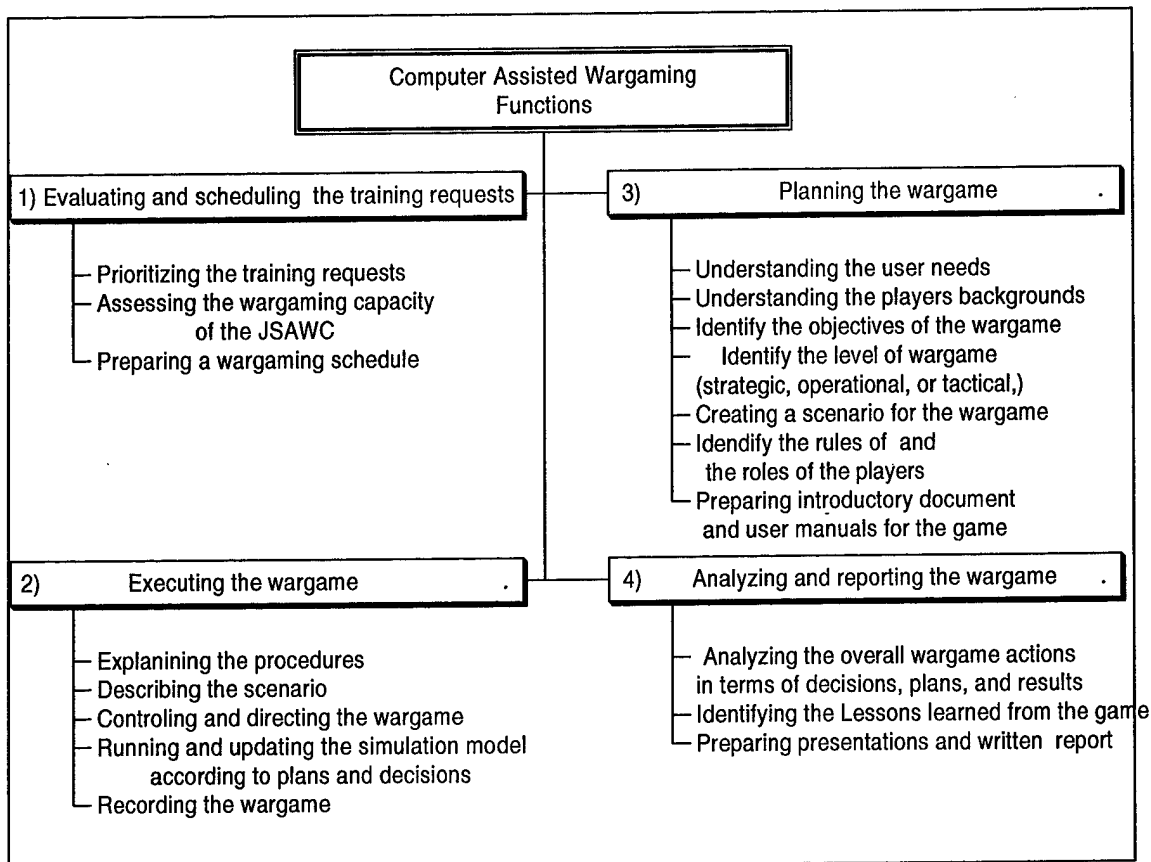 Computer Assisted Wargaming
Functions
1) Evaluating and scheduling the training requests
Prioritizing the training requests
Assessing the wargaming capacity
of the JSAWC
Preparing a wargaming schedule
3) Planning the wargame .
Understanding the user needs
Understanding the players backgrounds
Identify the objectives of the wargame
Identify the level of wargame
(strategic, operational, or tactical,)
Creating a scenario for the wargame
Idendify the rules of and
the roles of the players
Preparing introductory document
and user manuals for the game
2) Executing the wargame .
Explanining the procedures
Describing the scenario
Controling and directing the wargame
Running and updating the simulation model
according to plans and decisions
Recording the wargame
4) Analyzing and reporting the wargame .
Analyzing the overall wargame actions
in terms of decisions, plans, and results
Identifying the Lessons learned from the game
Preparing presentations and written report